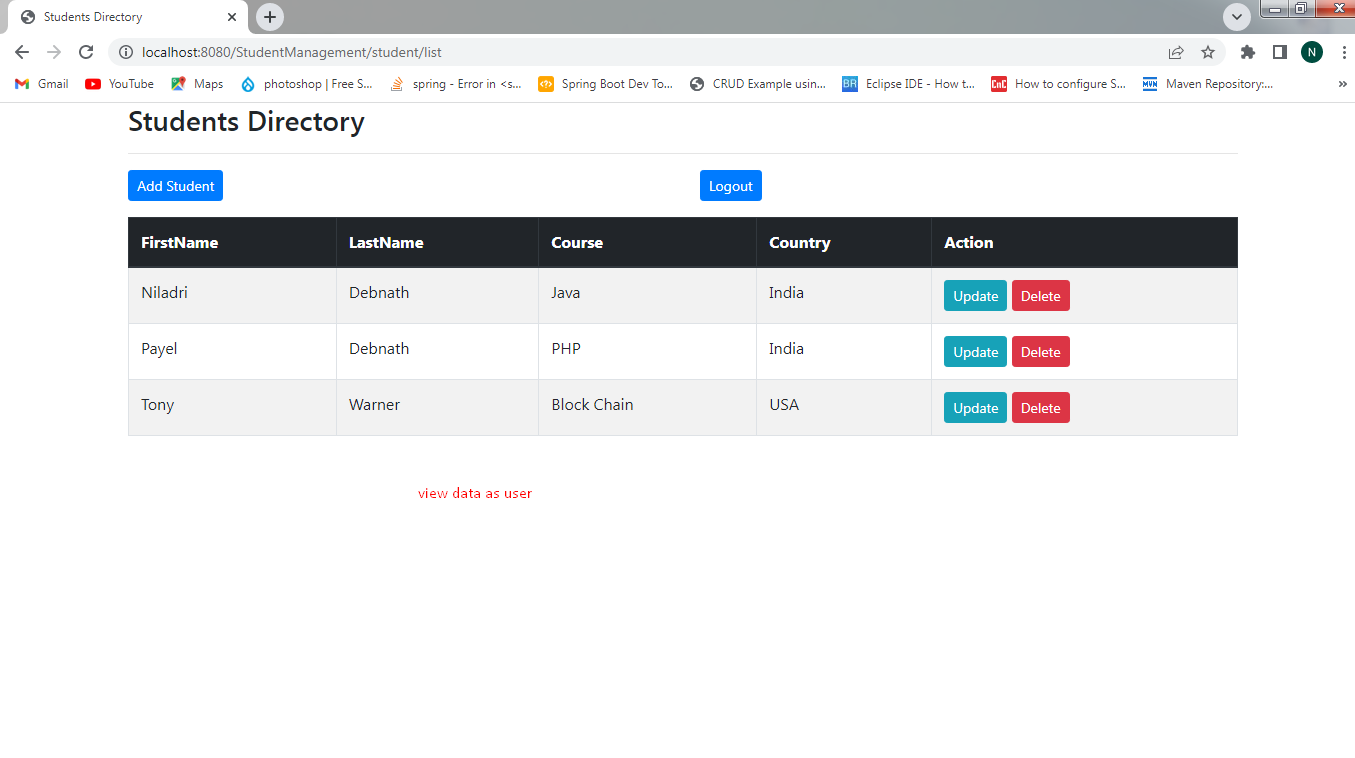 Students Directory
localhost:8080/StudentManagement/student/list
N
Gmail YouTube Maps photoshop | Free S... spring - Error in <s... Spring Boot Dev To... CRUD Example usin... BR Eclipse IDE - How t... CnC How to configure S... MVN Maven Repository:... »
Students Directory
Add Student Logout
FirstName LastName Course Country Action
Niladri Debnath Java India Update Delete
Payel Debnath PHP India Update Delete
Tony Warner Block Chain USA Update Delete
view data as user